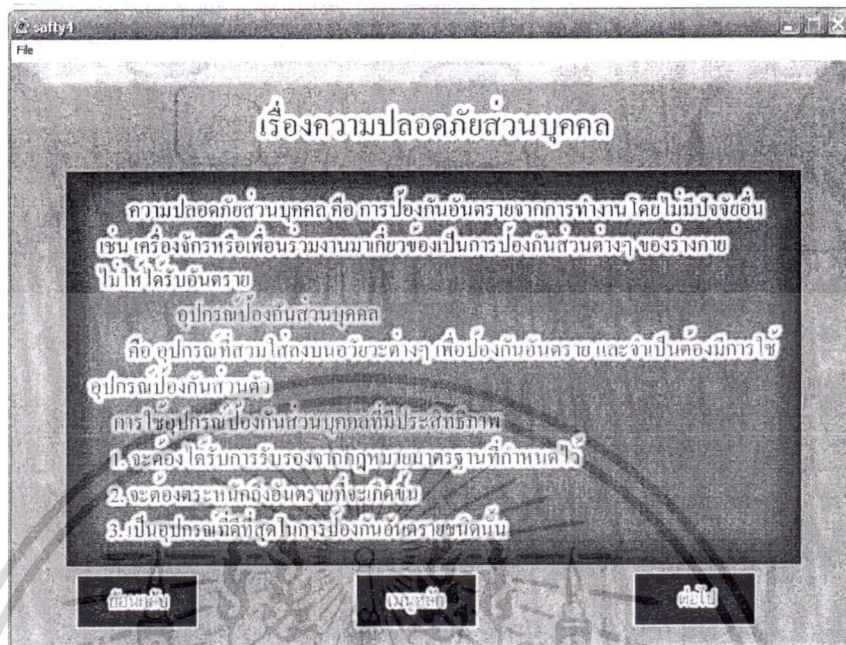 safty4
File
เรื่องความปลอดภัยส่วนบุคคล
ความปลอดภัยส่วนบุคคล คือ การป้องกันอันตรายจากการทำงาน โดยไม่มีปัจจัยอื่น
เช่น เครื่องจักรหรือเพื่อนร่วมงานมาเกี่ยวข้องเป็นการป้องกันส่วนต่างๆ ของร่างกาย
ไม่ให้ได้รับอันตราย
อุปกรณ์ป้องกันส่วนบุคคล
คือ อุปกรณ์ที่สวมใส่ลงบนอวัยวะต่างๆ เพื่อป้องกันอันตราย และจำเป็นต้องมีการใช้
อุปกรณ์ป้องกันส่วนตัว
การใช้อุปกรณ์ป้องกันส่วนบุคคลที่มีประสิทธิภาพ
1. จะต้องได้รับการรับรองจากกฎหมายมาตรฐานที่กำหนดไว้
2. จะต้องตระหนักถึงอันตรายที่จะเกิดขึ้น
3. เป็นอุปกรณ์ที่ดีที่สุดในการป้องกันอันตรายชนิดนั้น
ย้อนกลับ เมนูหลัก ต่อไป